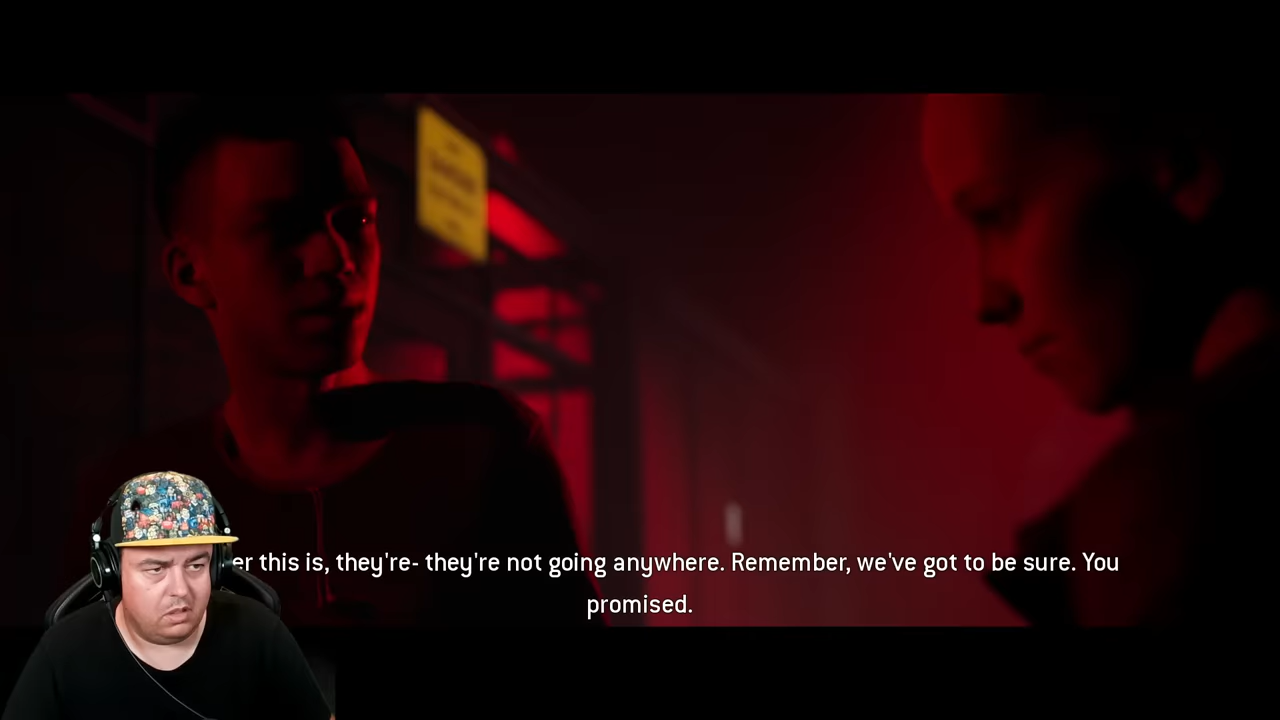 er this is, they're- they're not going anywhere. Remember, we've got to be sure. You
promised.